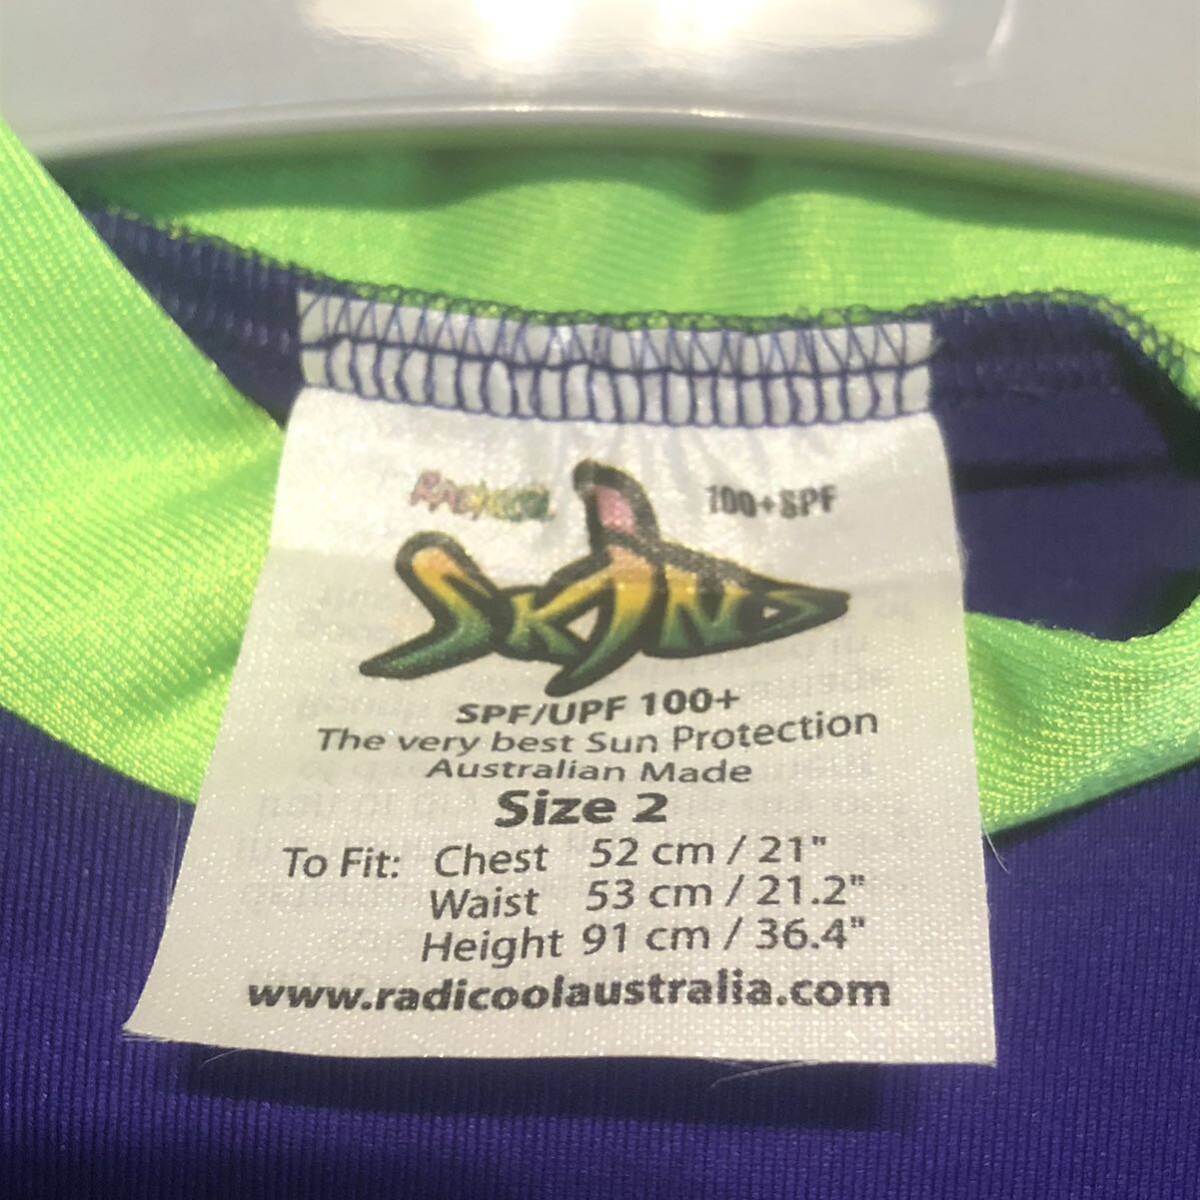 RADICOOL 100+SPF
SKINS
SPF/UPF 100+
The very best Sun Protection
Australian Made
Size 2
To Fit: Chest 52 cm / 21"
Waist 53 cm / 21.2"
Height 91 cm / 36.4"
www.radicoolaustralia.com